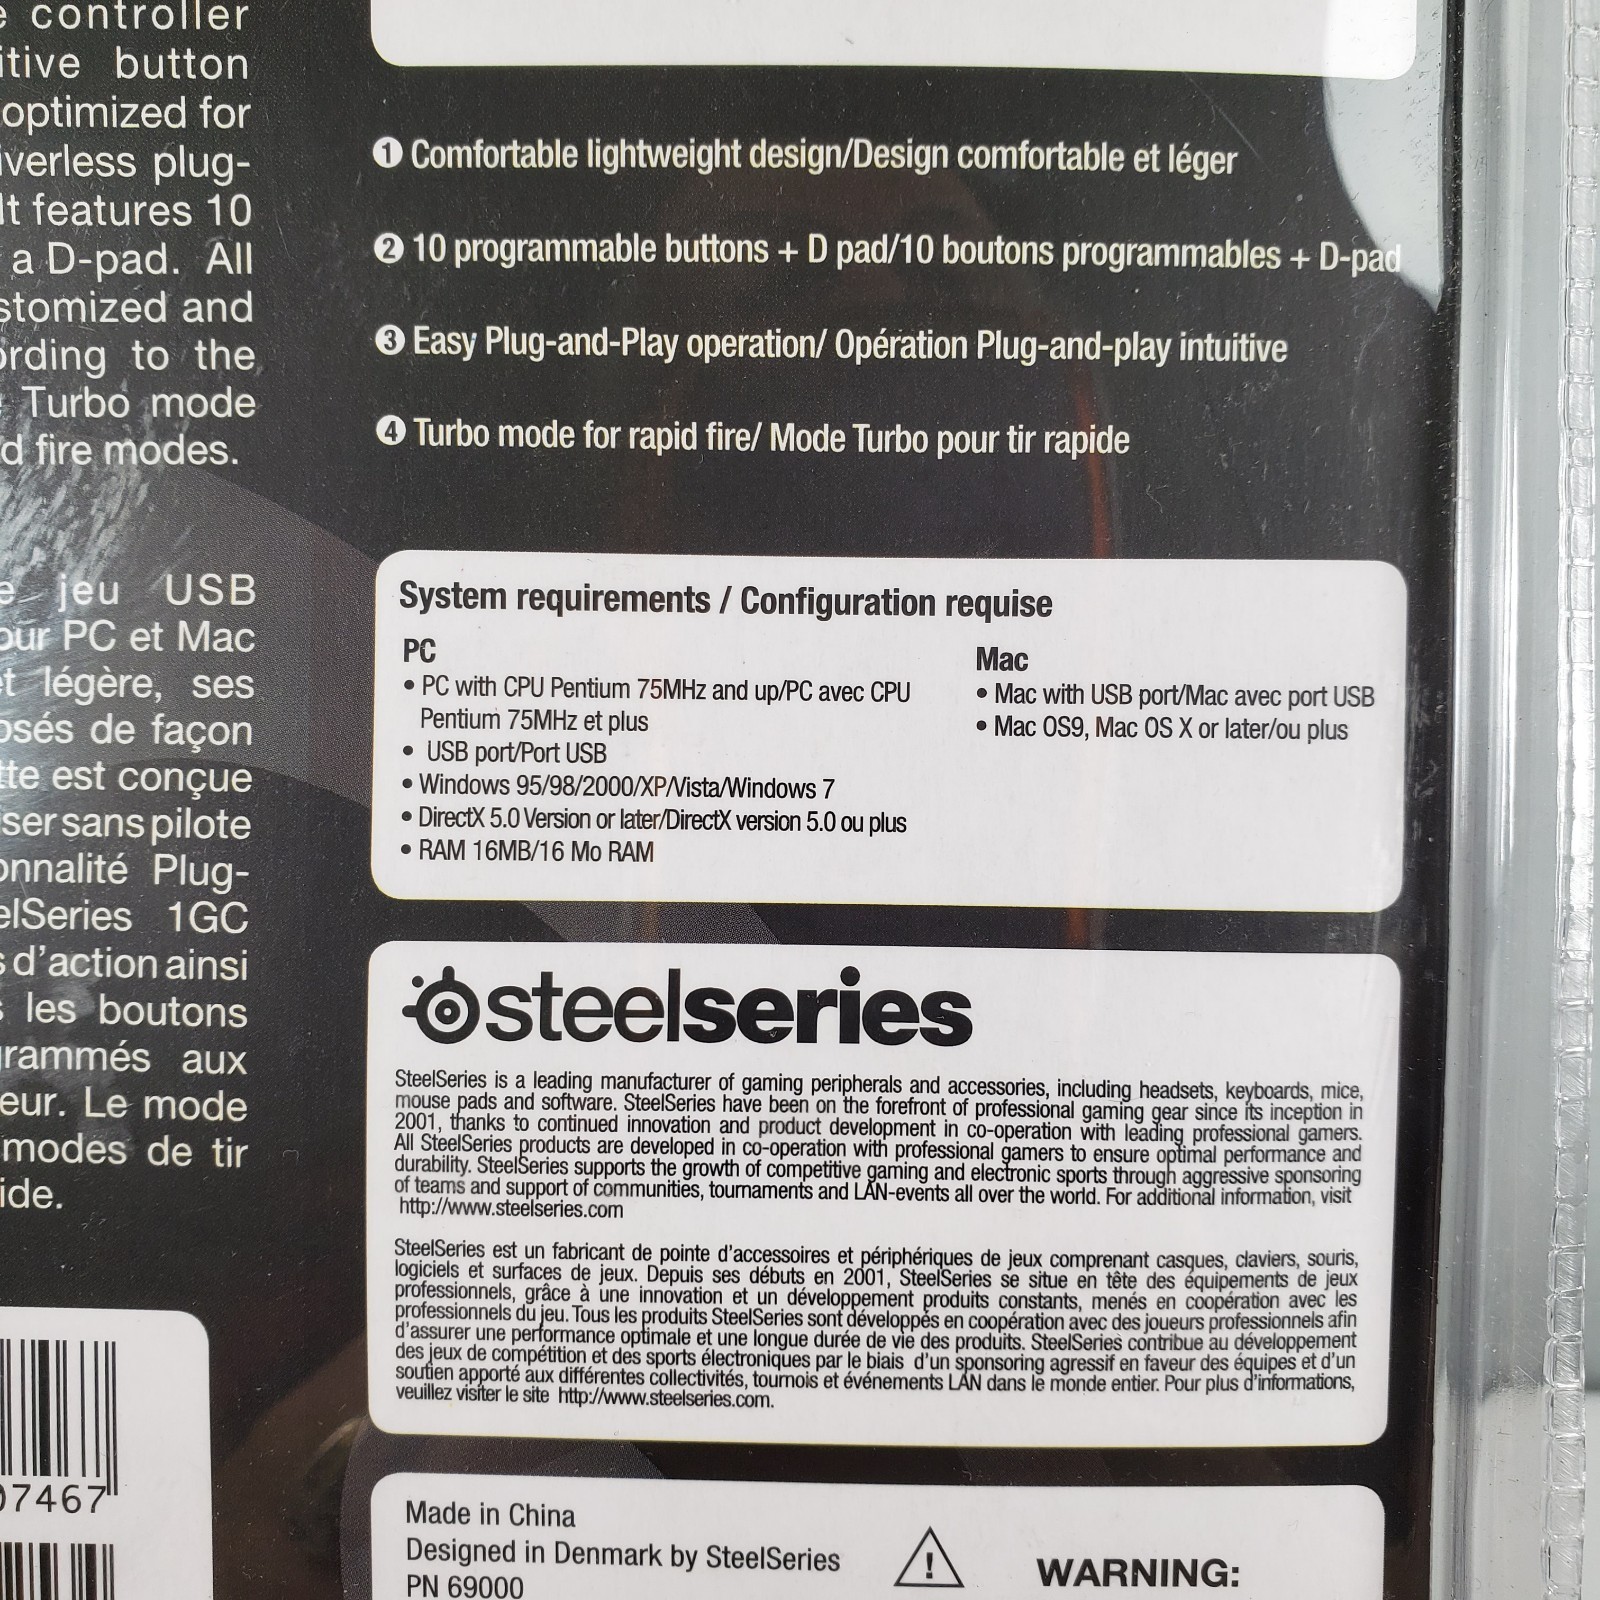 controller
itive button
optimized for
iverless plug-
It features 10
a D-pad. All
stomized and
ording to the
Turbo mode
d fire modes.
e jeu USB
our PC et Mac
et légère, ses
osés de façon
tte est conçue
iser sans pilote
onnalité Plug-
elSeries 1GC
s d'action ainsi
les boutons
grammés aux
eur. Le mode
modes de tir
ide.
07467
1 Comfortable lightweight design/Design comfortable et léger
2 10 programmable buttons + D pad/10 boutons programmables + D-pad
3 Easy Plug-and-Play operation/ Opération Plug-and-play intuitive
4 Turbo mode for rapid fire/ Mode Turbo pour tir rapide
System requirements / Configuration requise
PC
• PC with CPU Pentium 75MHz and up/PC avec CPU
Pentium 75MHz et plus
• USB port/Port USB
• Windows 95/98/2000/XP/Vista/Windows 7
• DirectX 5.0 Version or later/DirectX version 5.0 ou plus
• RAM 16MB/16 Mo RAM
Mac
• Mac with USB port/Mac avec port USB
• Mac OS9, Mac OS X or later/ou plus
steelseries
SteelSeries is a leading manufacturer of gaming peripherals and accessories, including headsets, keyboards, mice,
mouse pads and software. SteelSeries have been on the forefront of professional gaming gear since its inception in
2001, thanks to continued innovation and product development in co-operation with leading professional gamers.
All SteelSeries products are developed in co-operation with professional gamers to ensure optimal performance and
durability. SteelSeries supports the growth of competitive gaming and electronic sports through aggressive sponsoring
of teams and support of communities, tournaments and LAN-events all over the world. For additional information, visit
http://www.steelseries.com
SteelSeries est un fabricant de pointe d'accessoires et périphériques de jeux comprenant casques, claviers, souris,
logiciels et surfaces de jeux. Depuis ses débuts en 2001, SteelSeries se situe en tête des équipements de jeux
professionnels, grâce à une innovation et un développement produits constants, menés en coopération avec les
professionnels du jeu. Tous les produits SteelSeries sont développés en coopération avec des joueurs professionnels afin
d'assurer une performance optimale et une longue durée de vie des produits. SteelSeries contribue au développement
des jeux de compétition et des sports électroniques par le biais d'un sponsoring agressif en faveur des équipes et d'un
soutien apporté aux différentes collectivités, tournois et événements LAN dans le monde entier. Pour plus d'informations,
veuillez visiter le site http://www.steelseries.com.
Made in China
Designed in Denmark by SteelSeries
PN 69000
WARNING: